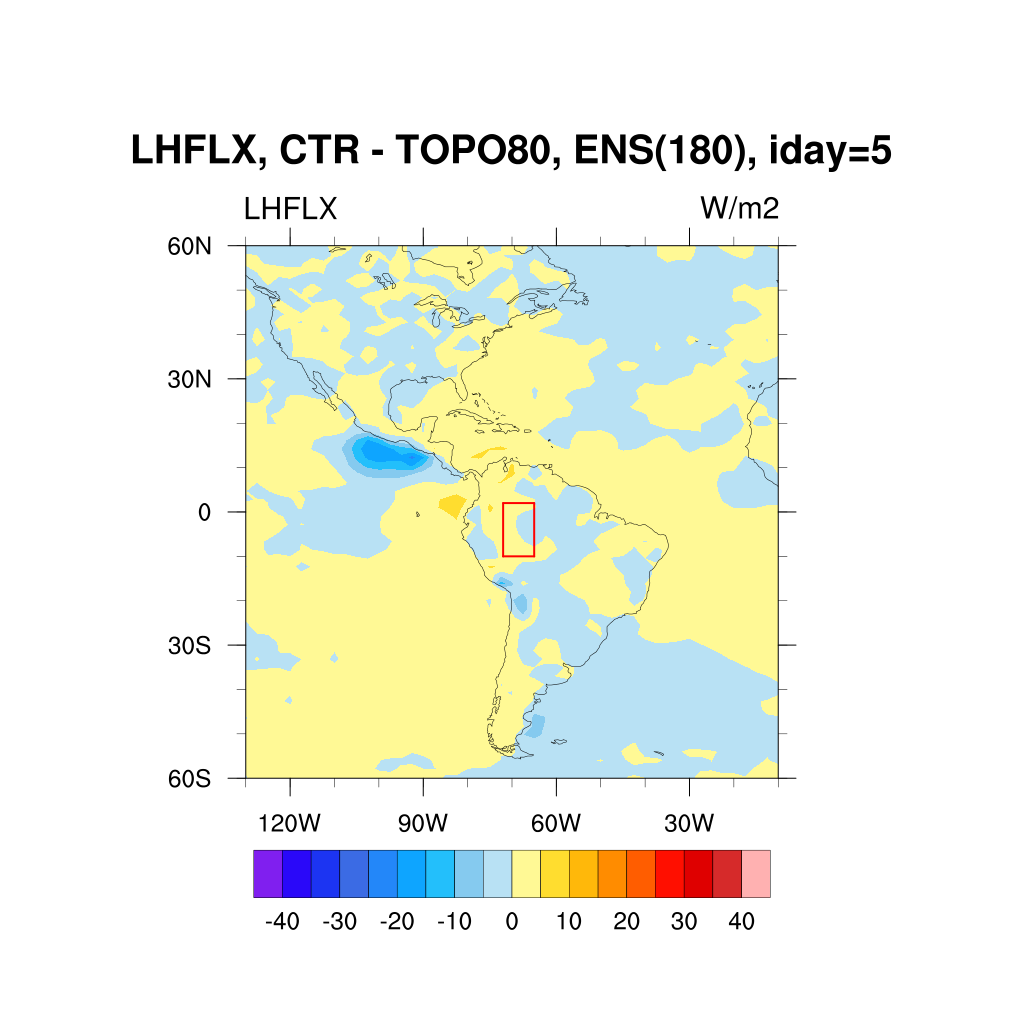 LHFLX, CTR - TOPO80, ENS(180), iday=5
LHFLX W/m2
60N
30N
0
30S
60S
120W 90W 60W 30W
-40 -30 -20 -10 0 10 20 30 40